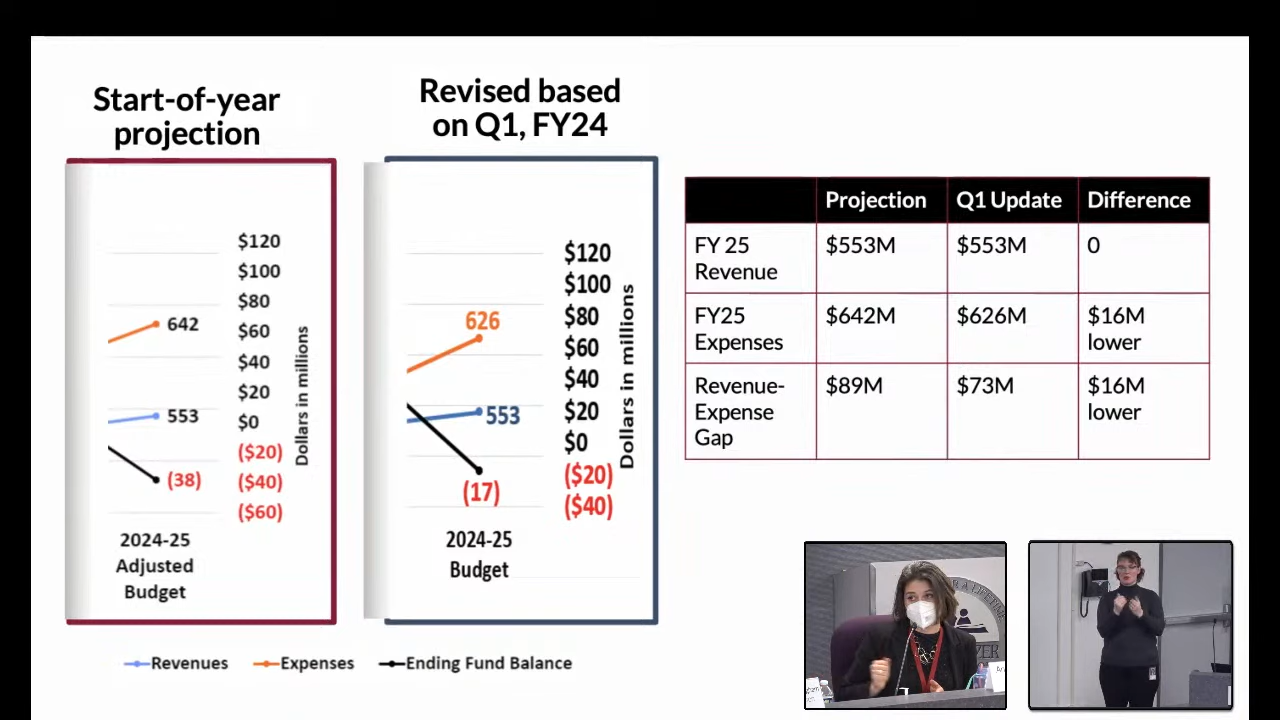 Start-of-year
projection
642
553
(38)
$120
$100
$80
$60
$40
$20
$0
($20)
($40)
($60)
Dollars in millions
2024-25
Adjusted
Budget
Revised based
on Q1, FY24
626
553
(17)
$120
$100
$80
$60
$40
$20
$0
($20)
($40)
Dollars in millions
2024-25
Budget
Revenues Expenses Ending Fund Balance
Projection Q1 Update Difference
FY 25 $553M $553M 0
Revenue
FY25 $642M $626M $16M
Expenses lower
Revenue- $89M $73M $16M
Expense lower
Gap